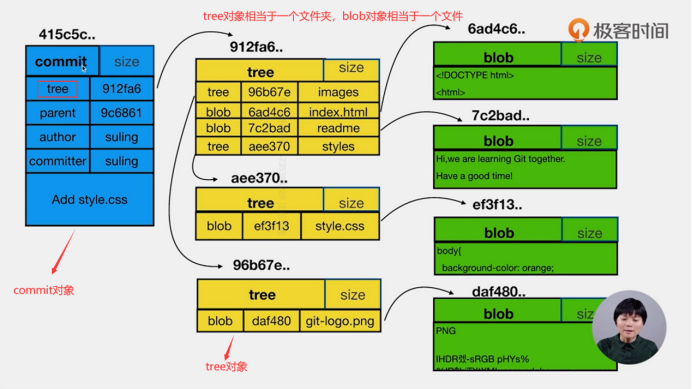 tree对象相当于一个文件夹，blob对象相当于一个文件
极客时间
415c5c..
commit size
tree 912fa6
parent 9c6861
author suling
committer suling
Add style.css
commit对象
912fa6..
tree size
tree 96b67e images
blob 6ad4c6 index.html
blob 7c2bad readme
tree aee370 styles
aee370..
tree size
blob ef3f13 style.css
96b67e..
tree size
blob daf480 git-logo.png
tree对象
6ad4c6..
blob size
<!DOCTYPE html>
<html>
7c2bad..
blob size
Hi,we are learning Git together.
Have a good time!
ef3f13..
blob size
body{
background-color: orange;
daf480..
blob
PNG
pHYs%